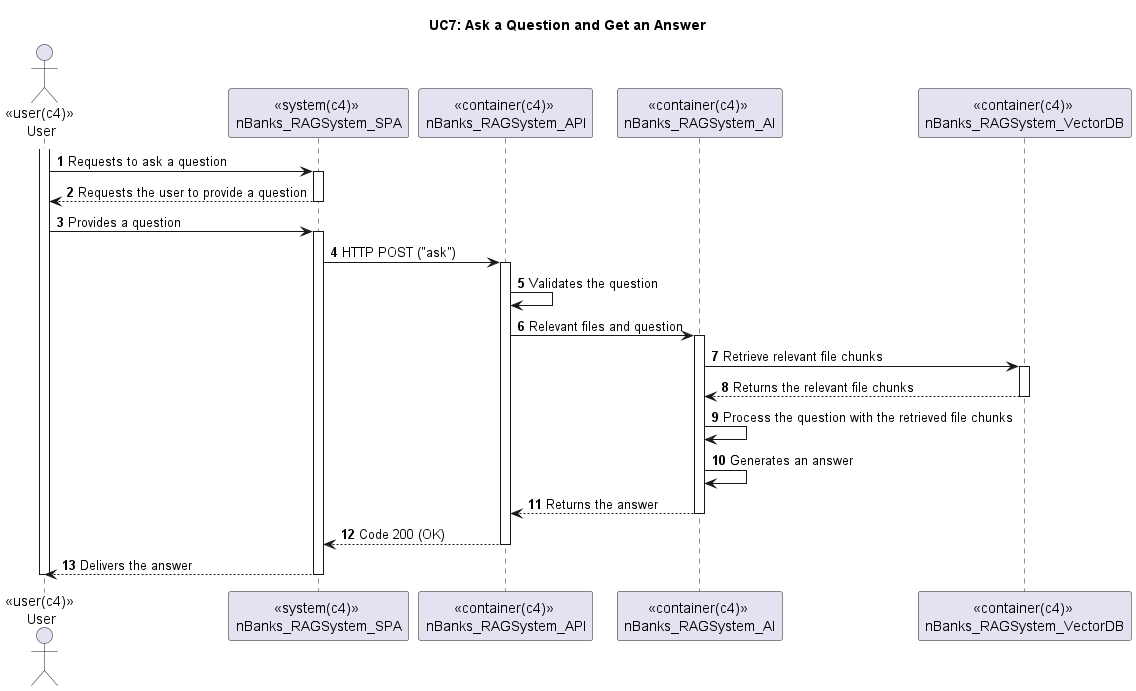 UC7: Ask a Question and Get an Answer
«user(c4)»
User
«system(c4)»
nBanks_RAGSystem_SPA
«container(c4)»
nBanks_RAGSystem_API
«container(c4)»
nBanks_RAGSystem_AI
«container(c4)»
nBanks_RAGSystem_VectorDB
1 Requests to ask a question
2 Requests the user to provide a question
3 Provides a question
4 HTTP POST ("ask")
5 Validates the question
6 Relevant files and question
7 Retrieve relevant file chunks
8 Returns the relevant file chunks
9 Process the question with the retrieved file chunks
10 Generates an answer
11 Returns the answer
12 Code 200 (OK)
13 Delivers the answer
«user(c4)»
User
«system(c4)»
nBanks_RAGSystem_SPA
«container(c4)»
nBanks_RAGSystem_API
«container(c4)»
nBanks_RAGSystem_AI
«container(c4)»
nBanks_RAGSystem_VectorDB